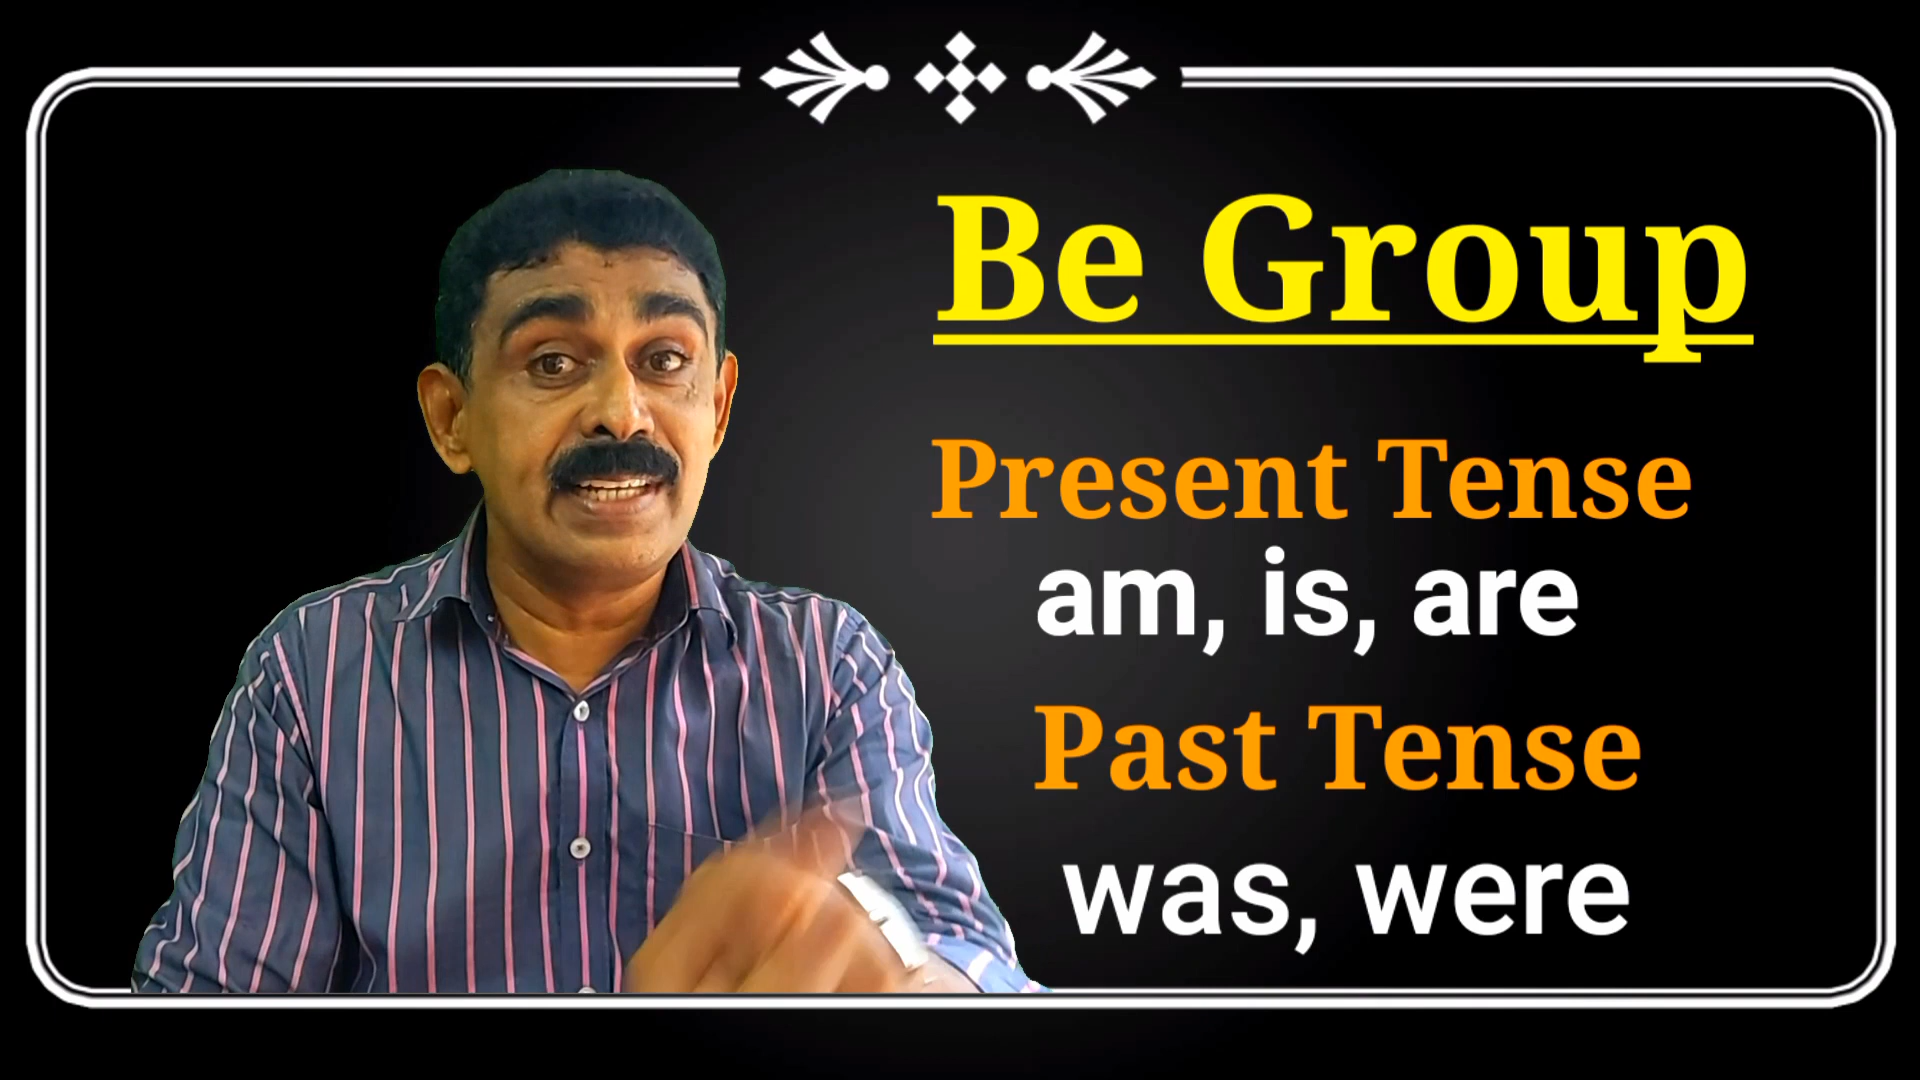 Be Group
Present Tense
am, is, are
Past Tense
was, were